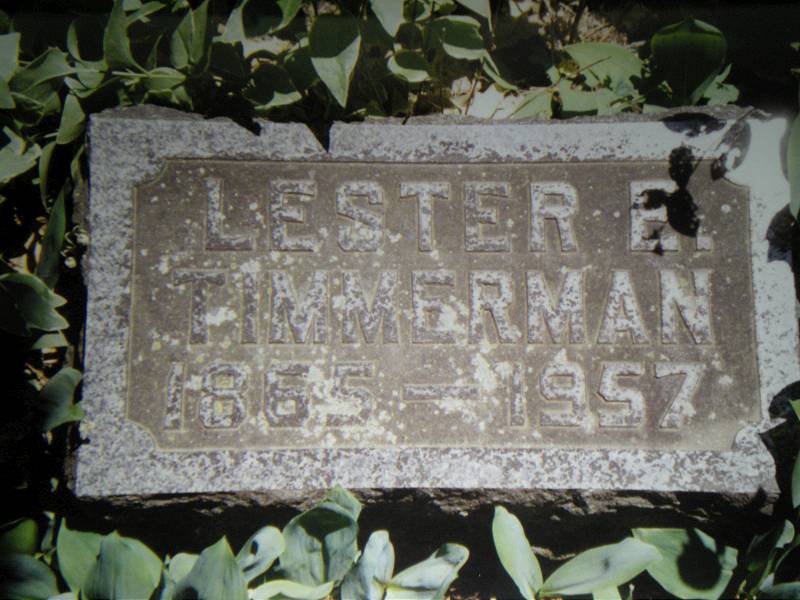 LESTER E.
TIMMERMAN
1865 — 1957